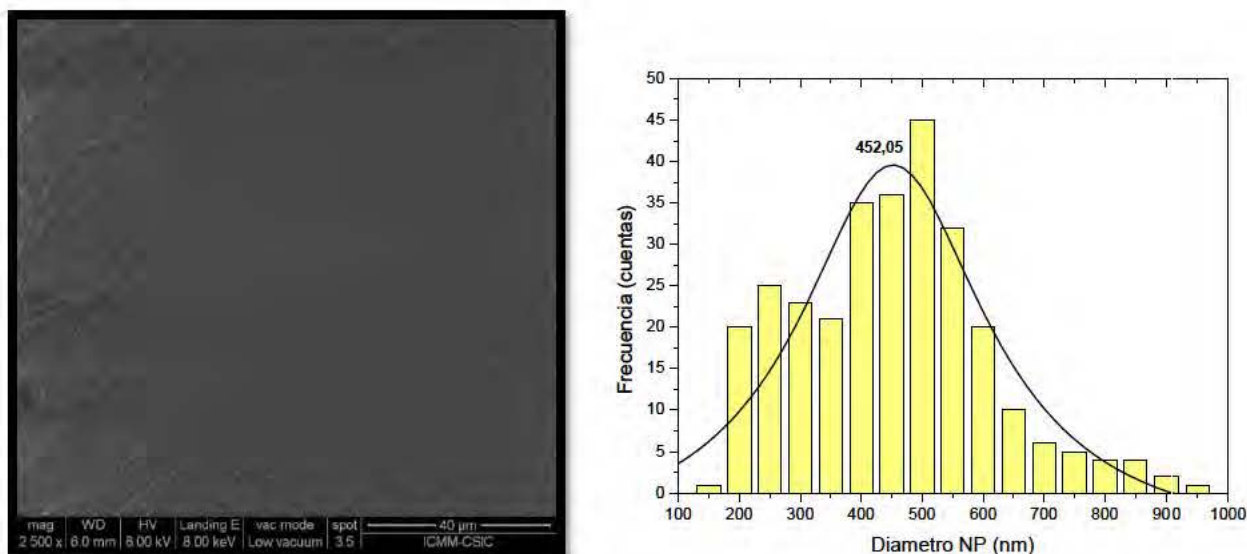 mag WD HV Landing E vac mode spot 40 µm
2 500 x 6.0 mm 8.00 kV 8.00 keV Low vacuum 3.5 ICMM-CSIC
50
45
40
35
30
25
20
15
10
5
0
Frecuencia (cuentas)
452,05
100 200 300 400 500 600 700 800 900 1000
Diametro NP (nm)